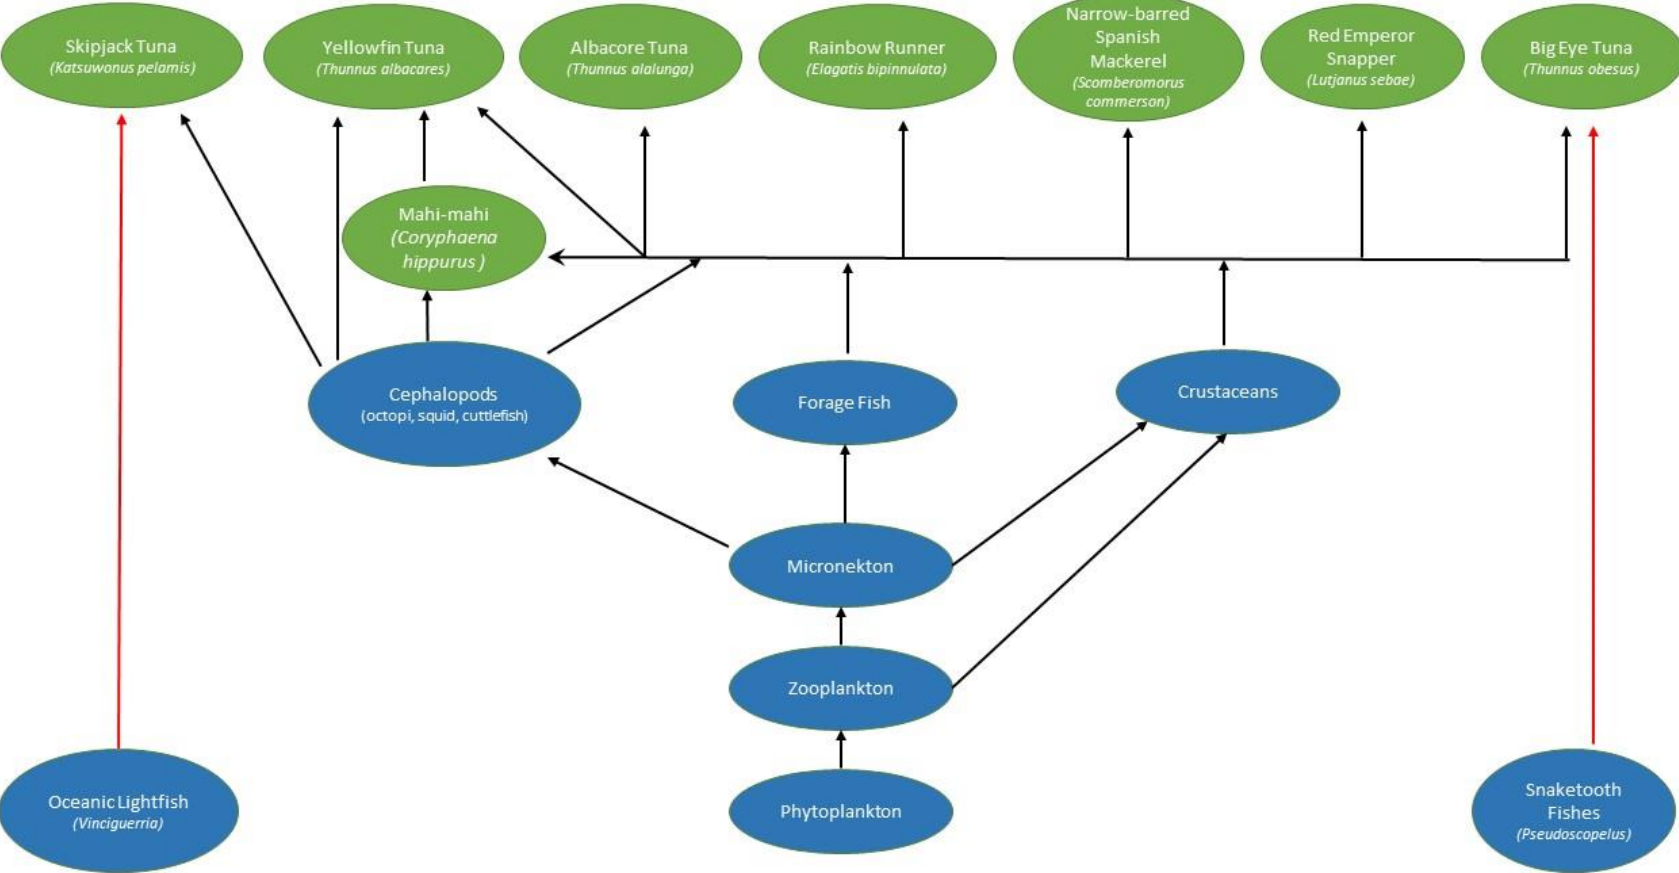 Skipjack Tuna
(Katsuwonus pelamis)
Yellowfin Tuna
(Thunnus albacares)
Albacore Tuna
(Thunnus alalunga)
Rainbow Runner
(Elagatis bipinnulata)
Narrow-barred
Spanish
Mackerel
(Scomberomorus
commerson)
Red Emperor
Snapper
(Lutjanus sebae)
Big Eye Tuna
(Thunnus obesus)
Mahi-mahi
(Coryphaena
hippurus )
Cephalopods
(octopi, squid, cuttlefish)
Forage Fish
Crustaceans
Micronekton
Zooplankton
Oceanic Lightfish
(Vinciguerria)
Phytoplankton
Snaketooth
Fishes
(Pseudoscopelus)